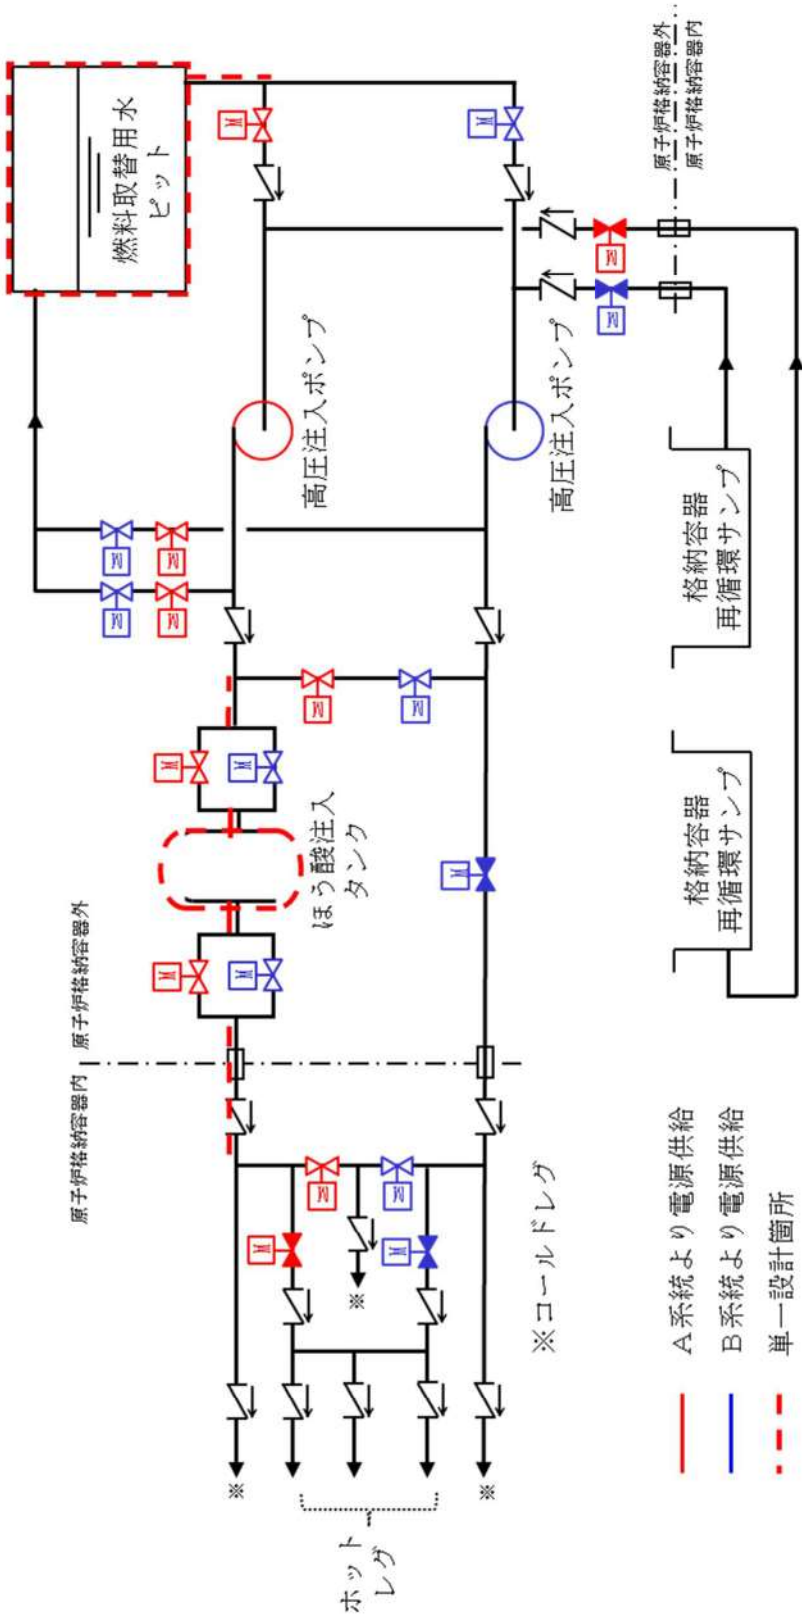 燃料取替用水
ピット
M
M
高圧注入ポンプ
高圧注入ポンプ
M
M
原子炉格納容器外
原子炉格納容器内
M
M
M
M
M
M
M
M
ほう酸注入
タンク
M
M
M
M
M
M
M
原子炉格納容器外
原子炉格納容器内
格納容器
再循環サンプ
格納容器
再循環サンプ
※
※
※
ホット
レグ
※コールドレグ
A系統より電源供給
B系統より電源供給
単一設計箇所